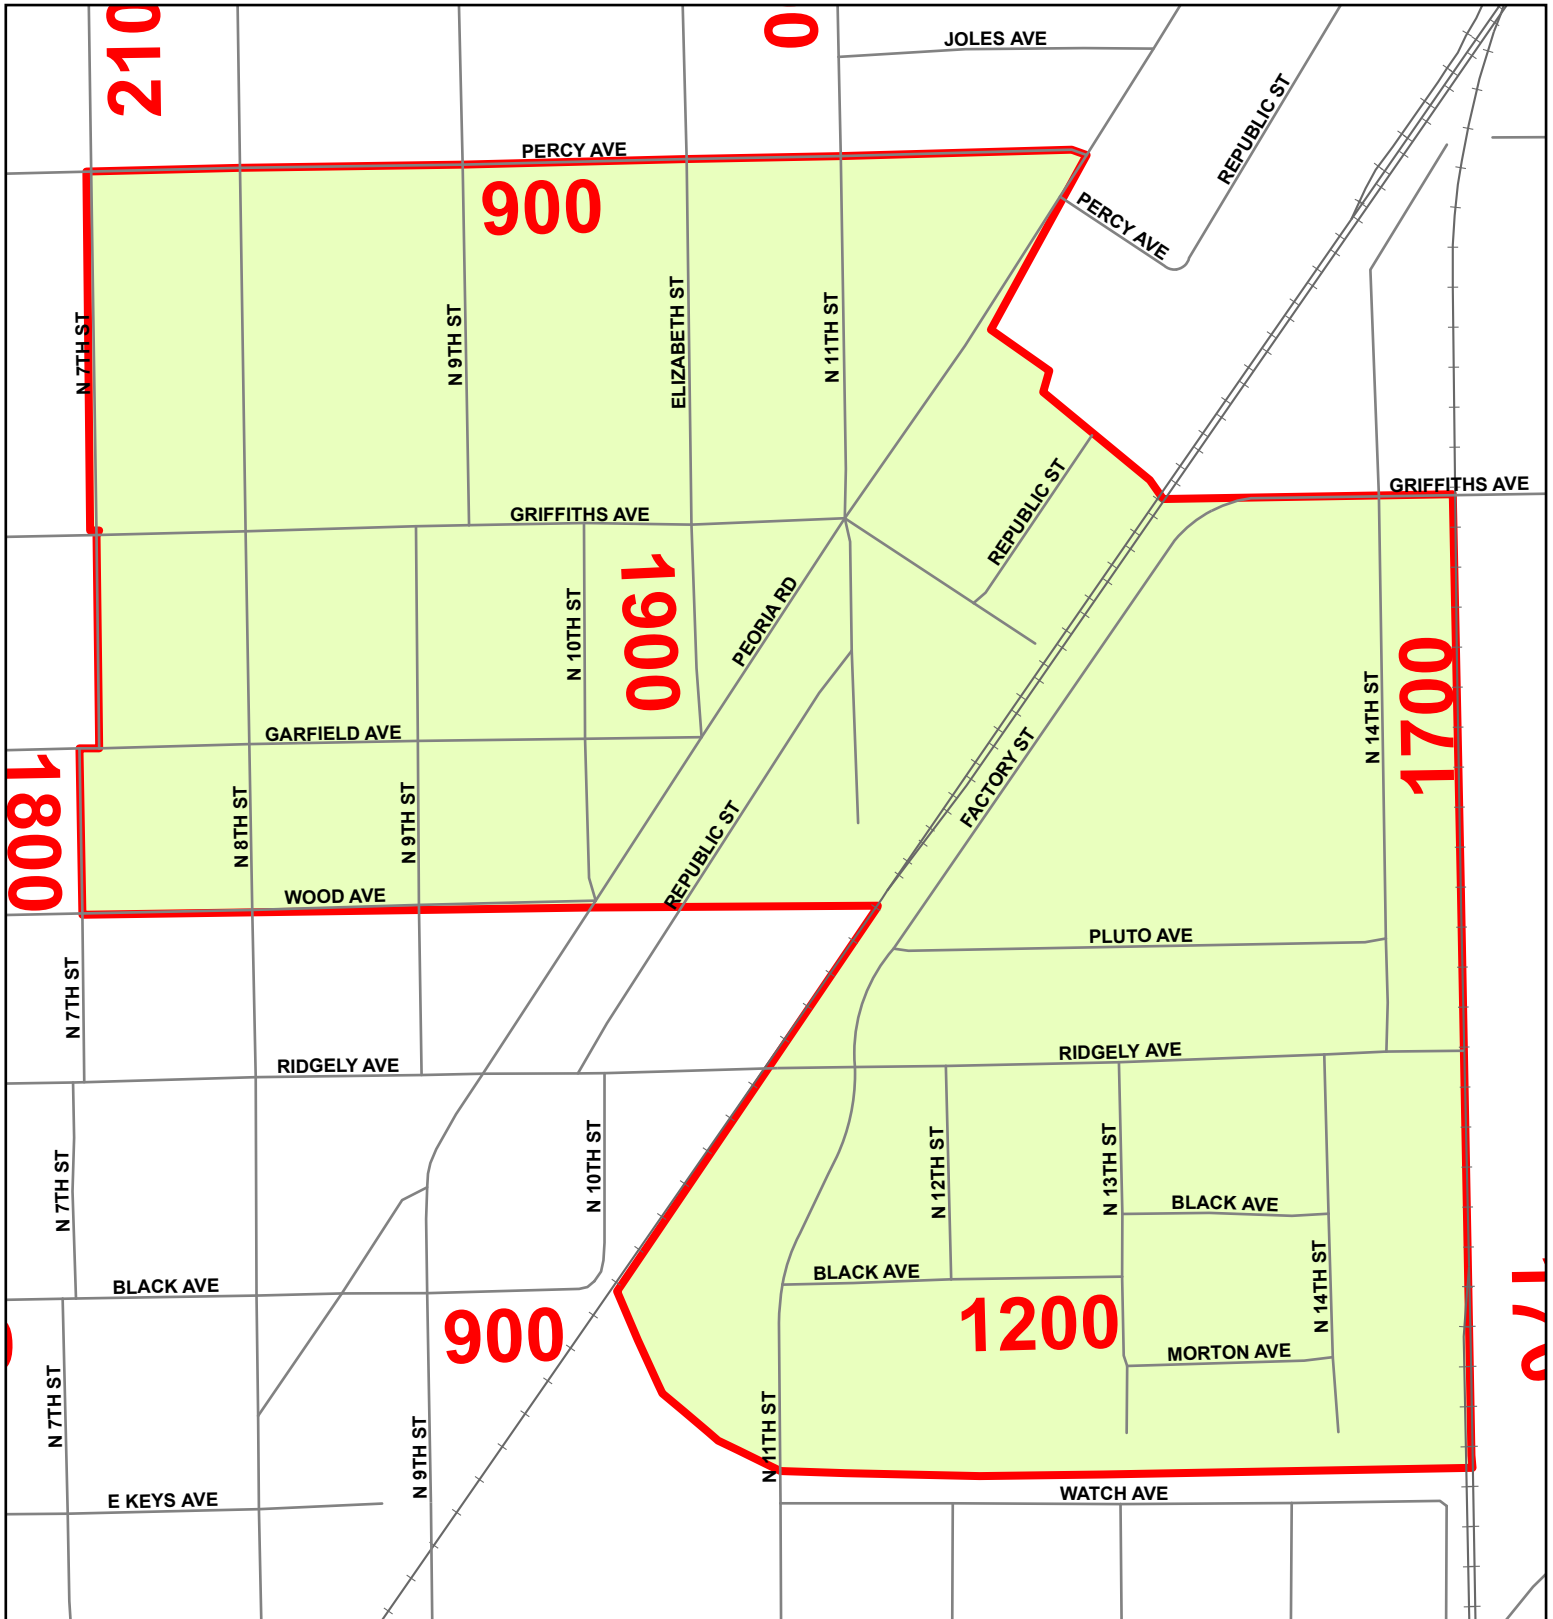 210
0
JOLES AVE
REPUBLIC ST
PERCY AVE
900
PERCY AVE
N 7TH ST
N 9TH ST
ELIZABETH ST
N 11TH ST
GRIFFITHS AVE
GRIFFITHS AVE
REPUBLIC ST
1900
N 10TH ST
PEORIA RD
N 14TH ST
1700
GARFIELD AVE
FACTORY ST
1800
N 8TH ST
N 9TH ST
REPUBLIC ST
WOOD AVE
PLUTO AVE
N 7TH ST
RIDGELY AVE
RIDGELY AVE
N 7TH ST
N 10TH ST
N 12TH ST
N 13TH ST
BLACK AVE
BLACK AVE
BLACK AVE
N 14TH ST
170
900
1200
MORTON AVE
N 7TH ST
N 9TH ST
N 11TH ST
E KEYS AVE
WATCH AVE